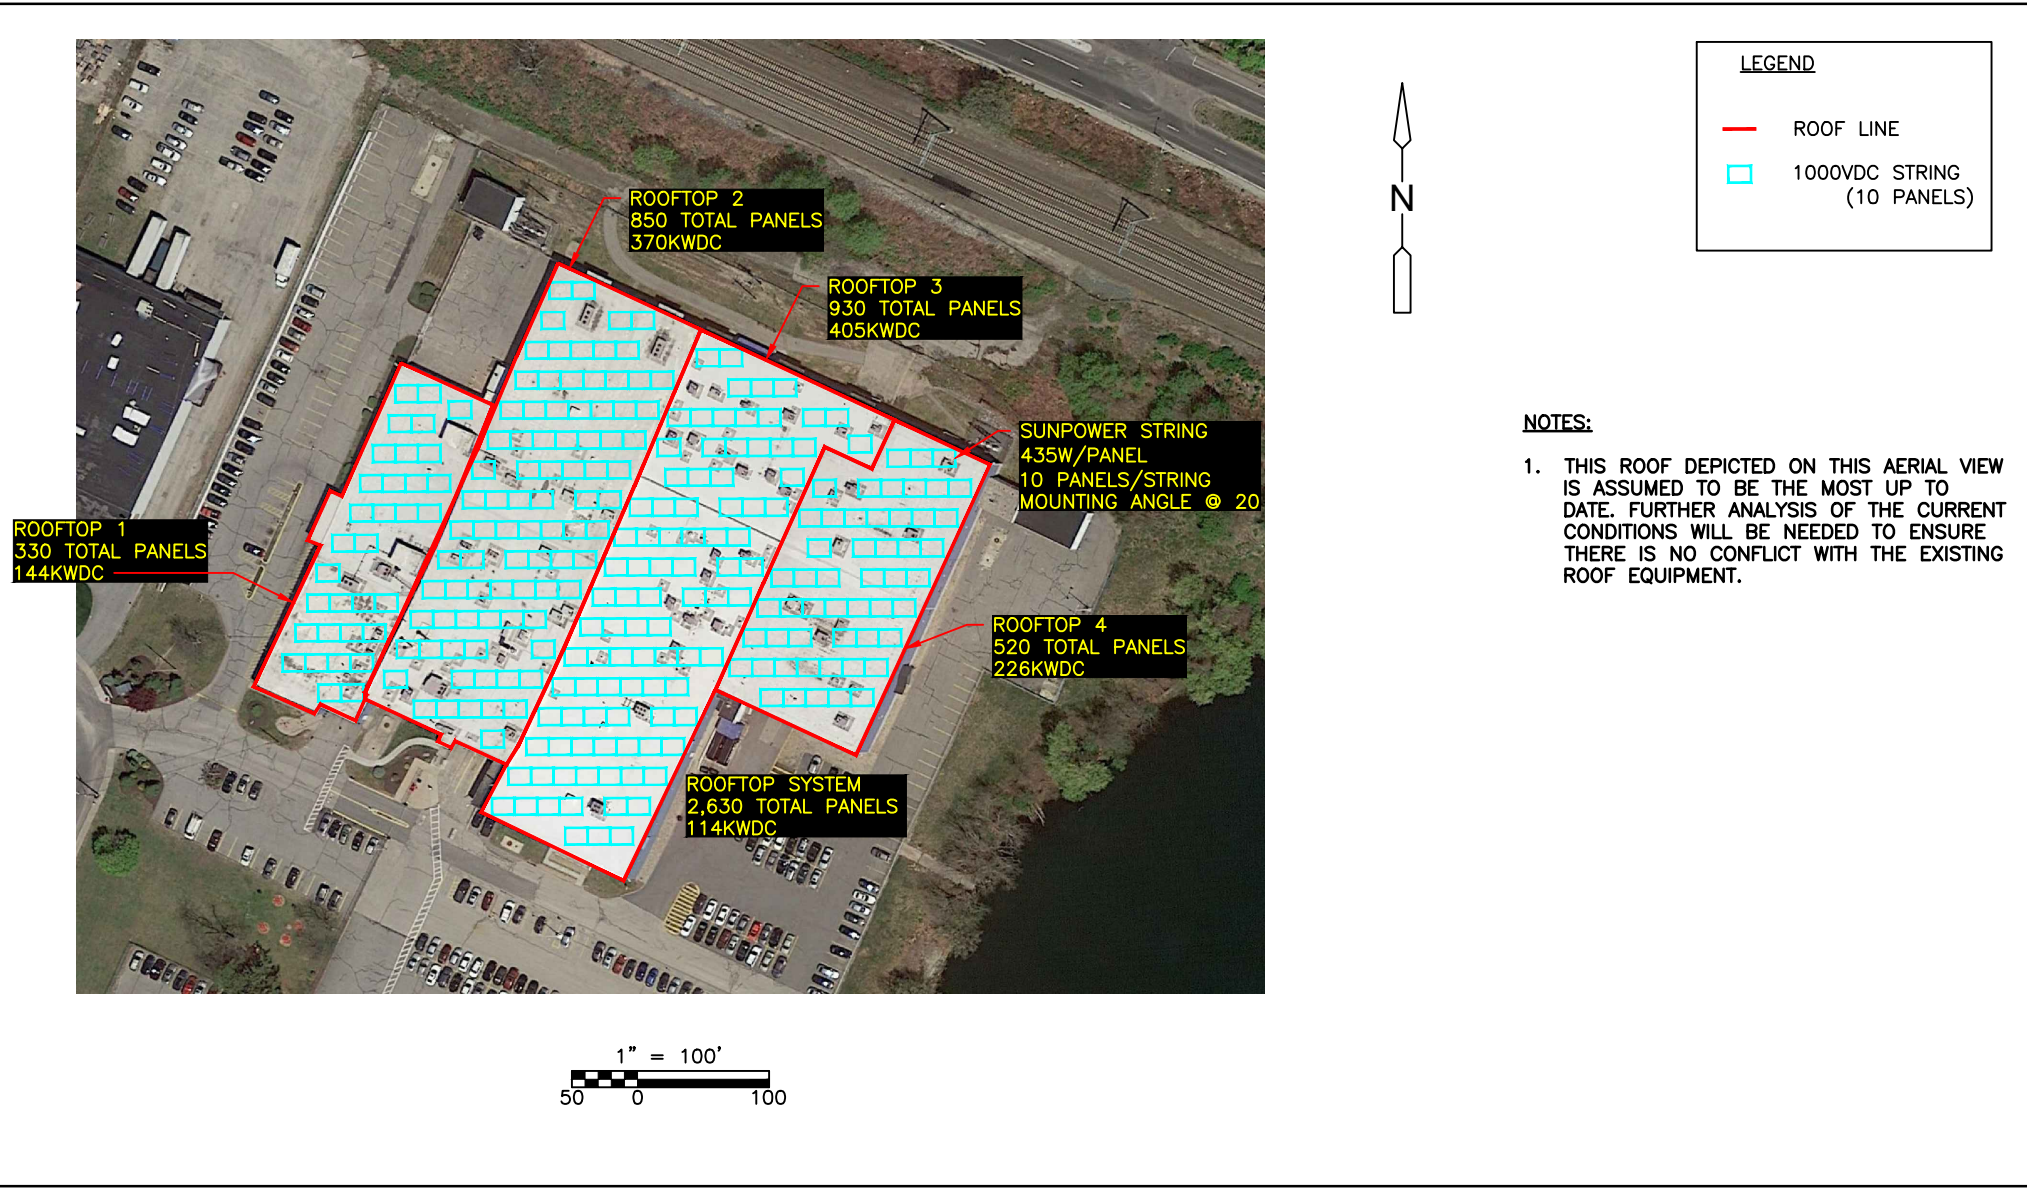 LEGEND
ROOF LINE
1000VDC STRING
(10 PANELS)
N
ROOFTOP 2
850 TOTAL PANELS
370KWDC
ROOFTOP 3
930 TOTAL PANELS
405KWDC
SUNPOWER STRING
435W/PANEL
10 PANELS/STRING
MOUNTING ANGLE @ 20
ROOFTOP 1
330 TOTAL PANELS
144KWDC
ROOFTOP 4
520 TOTAL PANELS
226KWDC
ROOFTOP SYSTEM
2,630 TOTAL PANELS
114KWDC
NOTES:
1. THIS ROOF DEPICTED ON THIS AERIAL VIEW
IS ASSUMED TO BE THE MOST UP TO
DATE. FURTHER ANALYSIS OF THE CURRENT
CONDITIONS WILL BE NEEDED TO ENSURE
THERE IS NO CONFLICT WITH THE EXISTING
ROOF EQUIPMENT.
1" = 100'
50 0 100